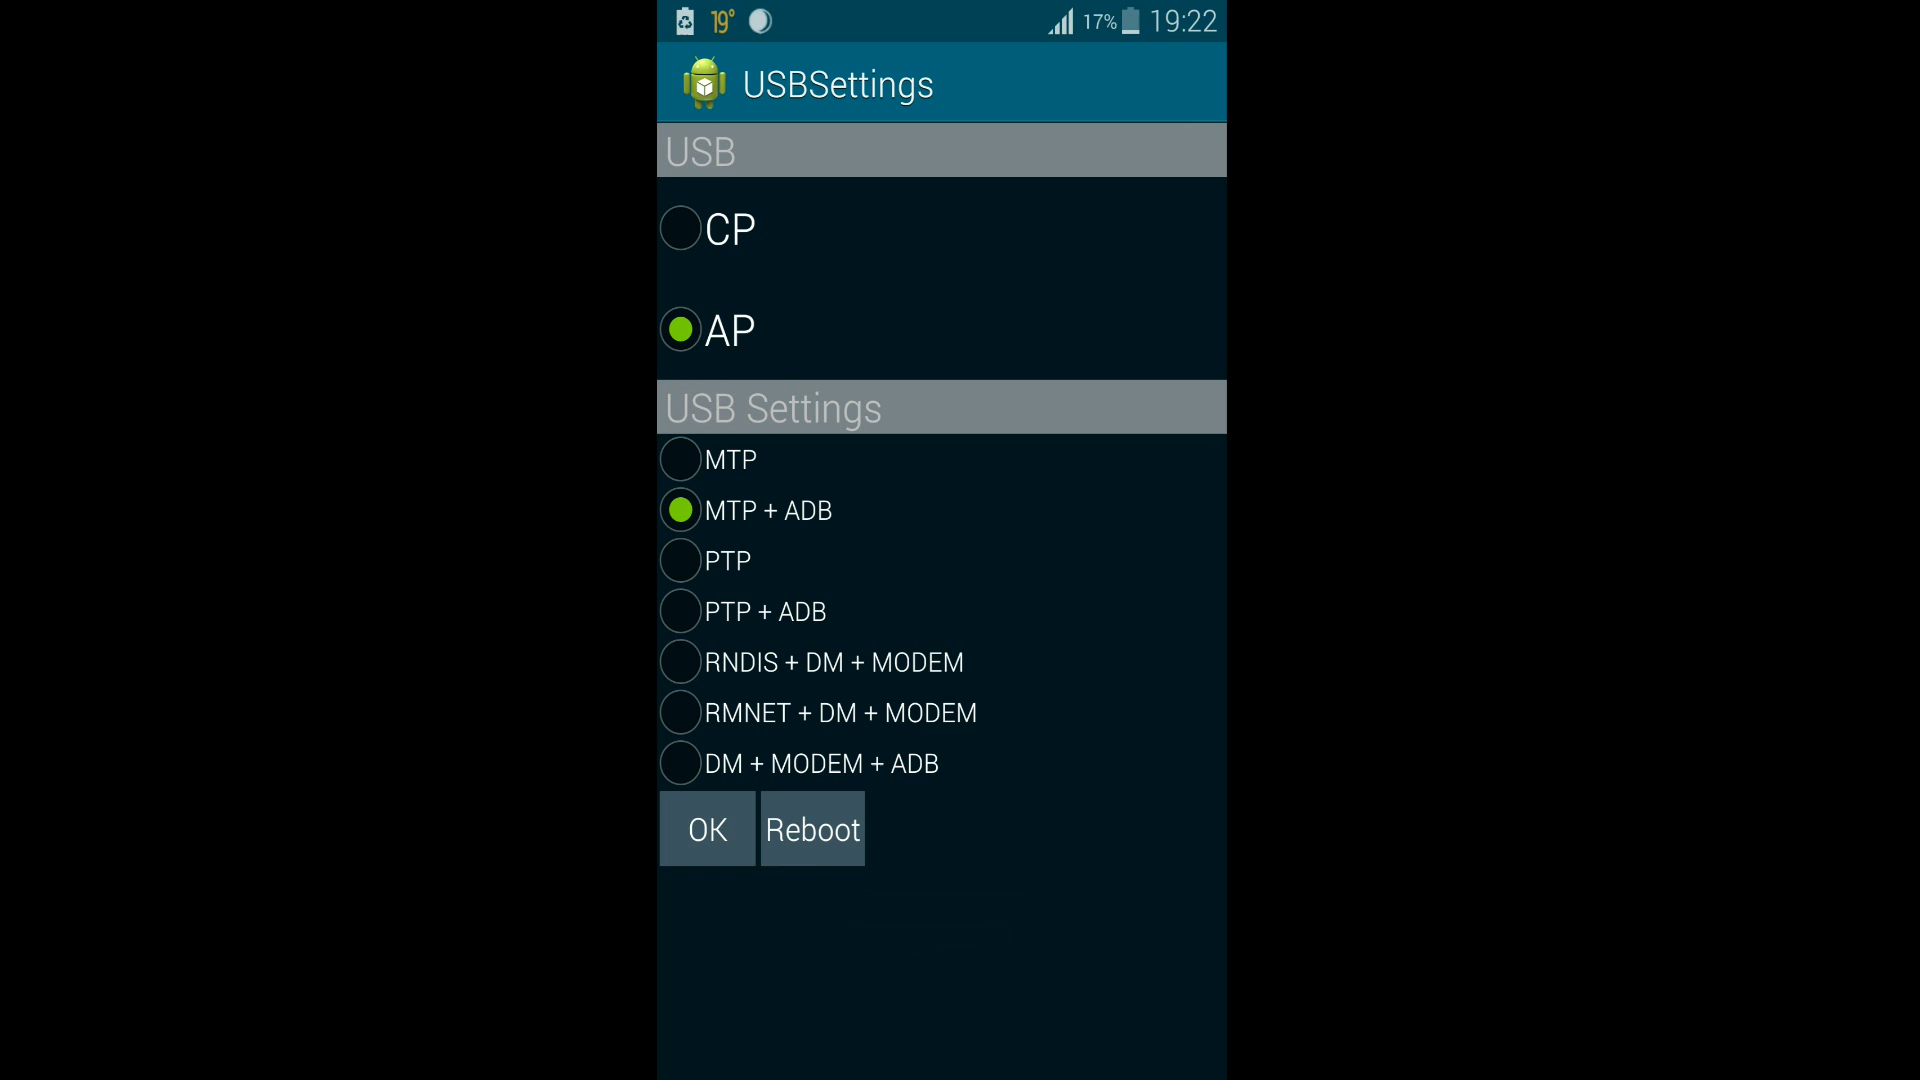 19° 17% 19:22
USBSettings
USB
CP
AP
USB Settings
MTP
MTP + ADB
PTP
PTP + ADB
RNDIS + DM + MODEM
RMNET + DM + MODEM
DM + MODEM + ADB
OK Reboot